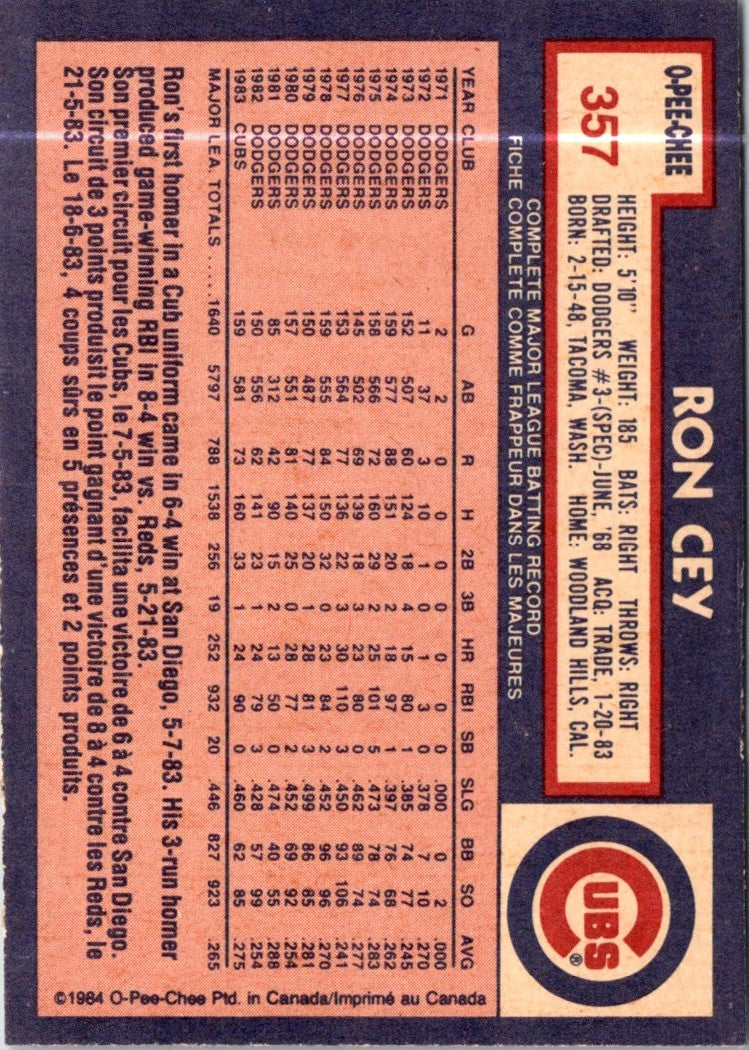 O-PEE-CHEE
357
RON CEY
HEIGHT: 5'10" WEIGHT: 185 BATS: RIGHT THROWS: RIGHT
DRAFTED: DODGERS #3-(SPEC)-JUNE, '68 ACQ: TRADE, 1-20-83
BORN: 2-15-48, TACOMA, WASH. HOME: WOODLAND HILLS, CAL.
CUBS®
COMPLETE MAJOR LEAGUE BATTING RECORD
FICHE COMPLETE COMME FRAPPEUR DANS LES MAJEURES
YEAR CLUB G AB R H 2B 3B HR RBI SB SLG BB SO AVG
1971 DODGERS 2 2 0 0 0 0 0 0 0 .000 0 2 .000
1972 DODGERS 11 37 3 10 1 0 1 3 0 .378 7 10 .270
1973 DODGERS 152 507 60 124 18 4 15 80 1 .385 74 77 .245
1974 DODGERS 159 577 88 151 20 2 18 97 1 .397 76 68 .262
1975 DODGERS 158 566 72 160 29 2 25 101 5 .473 78 74 .283
1976 DODGERS 145 502 69 139 18 3 23 80 0 .462 89 74 .277
1977 DODGERS 153 564 77 136 22 3 30 110 3 .450 93 106 .241
1978 DODGERS 159 555 84 150 32 0 23 84 2 .452 96 96 .270
1979 DODGERS 150 487 77 137 20 1 28 81 3 .499 86 85 .281
1980 DODGERS 157 551 81 140 25 0 28 77 2 .452 69 92 .254
1981 DODGERS 85 312 42 90 15 2 13 50 0 .474 40 55 .288
1982 DODGERS 150 556 62 141 23 1 24 79 3 .428 57 99 .254
1983 CUBS 159 581 73 160 33 1 24 90 0 .460 62 85 .275
MAJOR LEA. TOTALS ..... 1640 5797 788 1538 256 19 252 932 20 .446 827 923 .265
Ron's first homer in a Cub uniform came in 6-4 win at San Diego, 5-7-83. His 3-run homer
produced game-winning RBI in 8-4 win vs. Reds, 5-21-83.
Son premier circuit pour les Cubs, le 7-5-83, facilita une victoire de 6 à 4 contre San Diego.
Son circuit de 3 points produisit le point gagnant d'une victoire de 8 à 4 contre les Reds, le
21-5-83. Le 18-6-83, 4 coups sûrs en 5 présences et 2 points produits.
©1984 O-Pee-Chee Ptd. in Canada/Imprimé au Canada